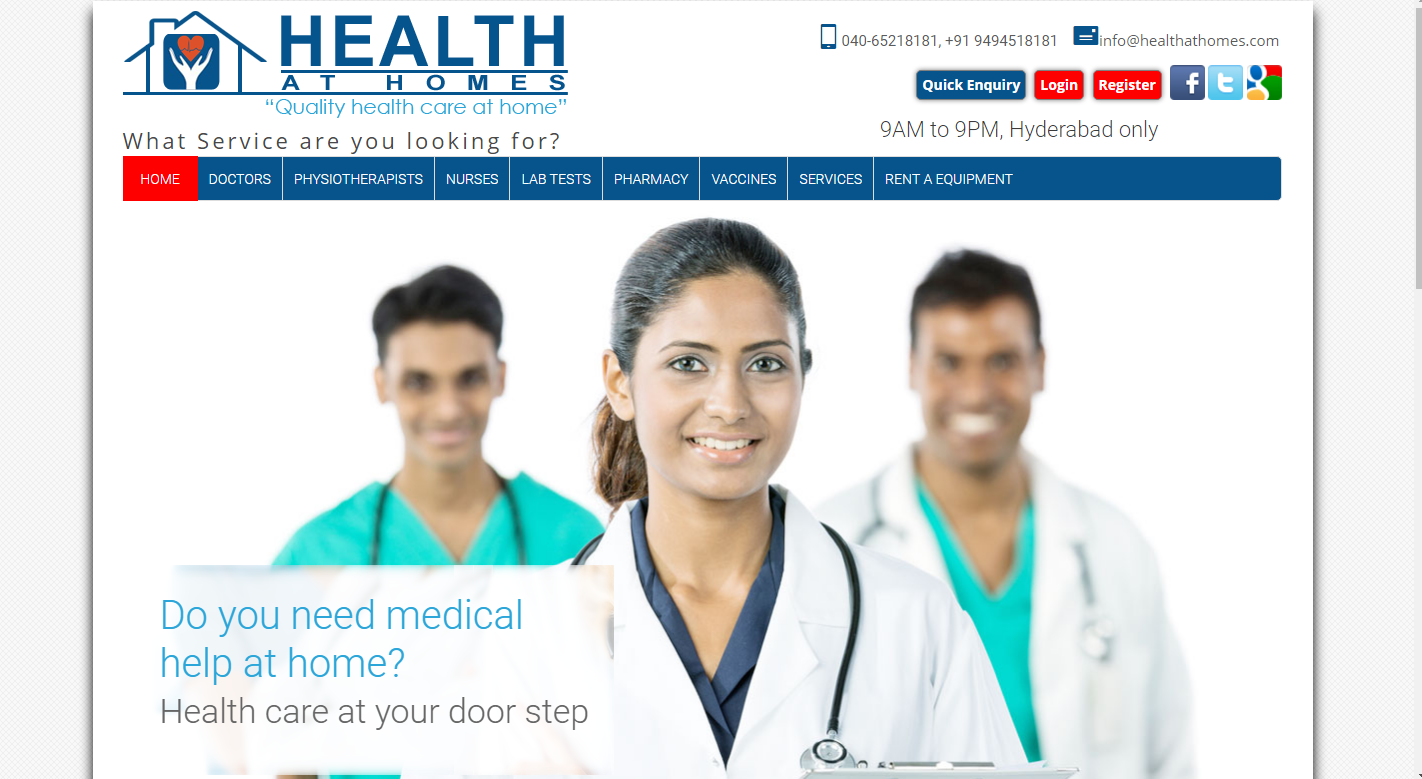 HEALTH
AT HOMES
“Quality health care at home”
What Service are you looking for?
040-65218181, +91 9494518181
info@healthathomes.com
Quick Enquiry
Login
Register
f
t
g
9AM to 9PM, Hyderabad only
HOME DOCTORS PHYSIOTHERAPISTS NURSES LAB TESTS PHARMACY VACCINES SERVICES RENT A EQUIPMENT
Do you need medical
help at home?
Health care at your door step